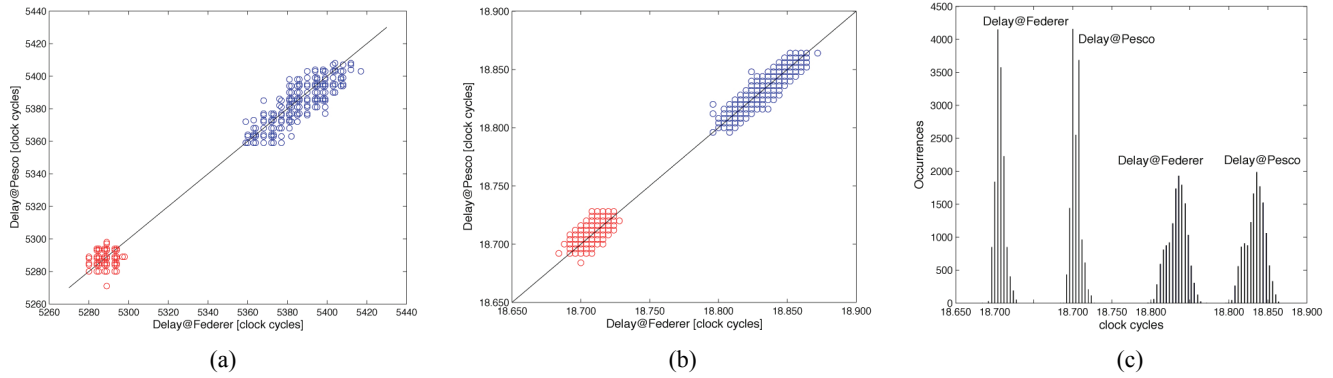 5440
5420
5400
5380
5360
5340
5320
5300
5280
5260
Delay@Pesco [clock cycles]
5260 5280 5300 5320 5340 5360 5380 5400 5420 5440
Delay@Federer [clock cycles]
(a)
18.900
18.850
18.800
18.750
18.700
18.650
Delay@Pesco [clock cycles]
18.650 18.700 18.750 18.800 18.850 18.900
Delay@Federer [clock cycles]
(b)
4500
4000
3500
3000
2500
2000
1500
1000
500
0
Occurrences
Delay@Federer
Delay@Pesco
Delay@Federer
Delay@Pesco
18.650 18.700 18.700 18.750 18.800 18.800 18.850 18.900
clock cycles
(c)